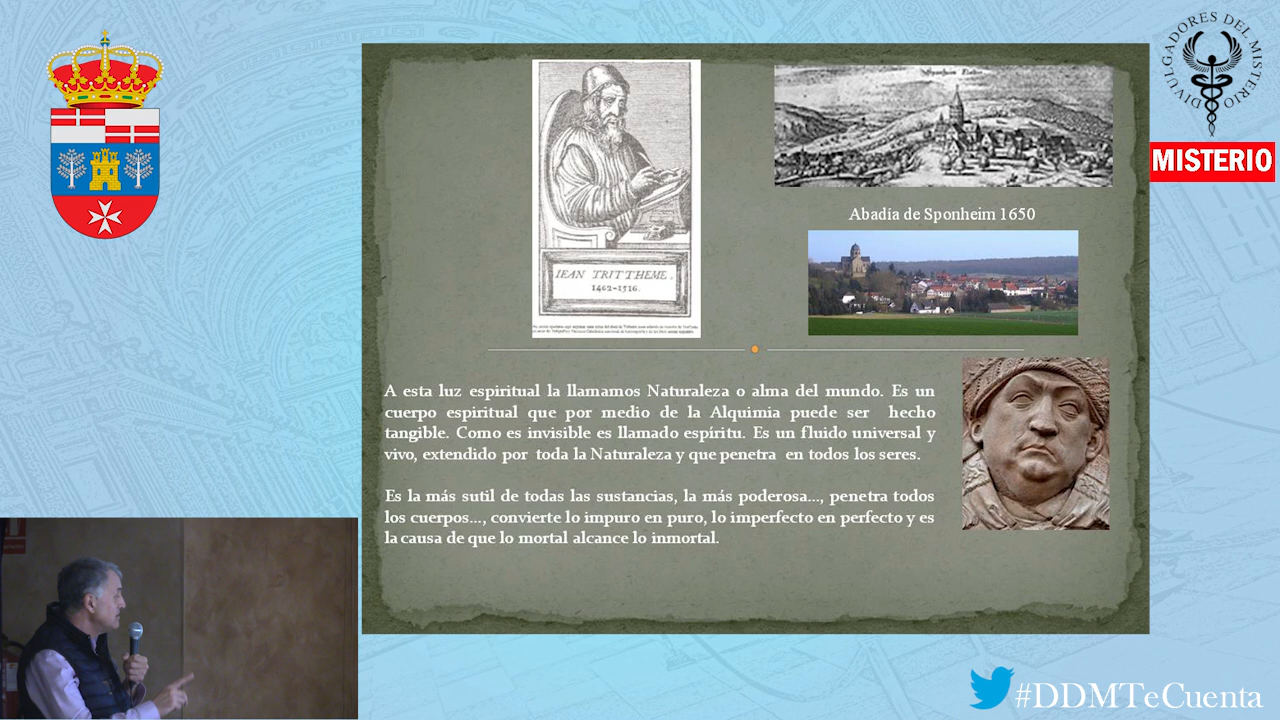 DIVULGADORES DEL MISTERIO
MISTERIO
Sponheim
IEAN TRITTHEME.
1462-1516.
Abadía de Sponheim 1650
A esta luz espiritual la llamamos Naturaleza o alma del mundo. Es un
cuerpo espiritual que por medio de la Alquimia puede ser hecho
tangible. Como es invisible es llamado espíritu. Es un fluido universal y
vivo, extendido por toda la Naturaleza y que penetra en todos los seres.
Es la más sutil de todas las sustancias, la más poderosa..., penetra todos
los cuerpos..., convierte lo impuro en puro, lo imperfecto en perfecto y es
la causa de que lo mortal alcance lo inmortal.
#DDMTeCuenta